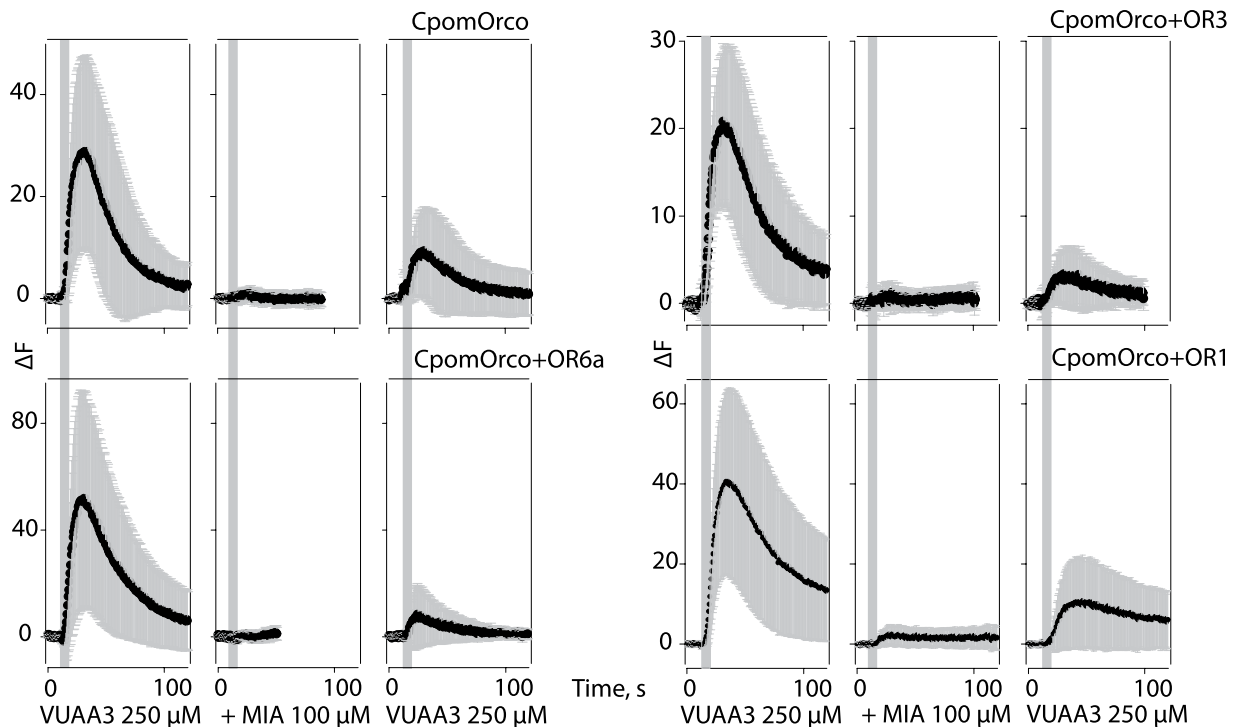 CpomOrco
CpomOrco+OR3
40
20
0
30
20
10
0
ΔF
ΔF
CpomOrco+OR6a
CpomOrco+OR1
80
40
0
60
40
20
0
0 100 0 100 0 100
Time, s
0 100 0 100 0 100
VUAA3 250 µM + MIA 100 µM VUAA3 250 µM
VUAA3 250 µM + MIA 100 µM VUAA3 250 µM